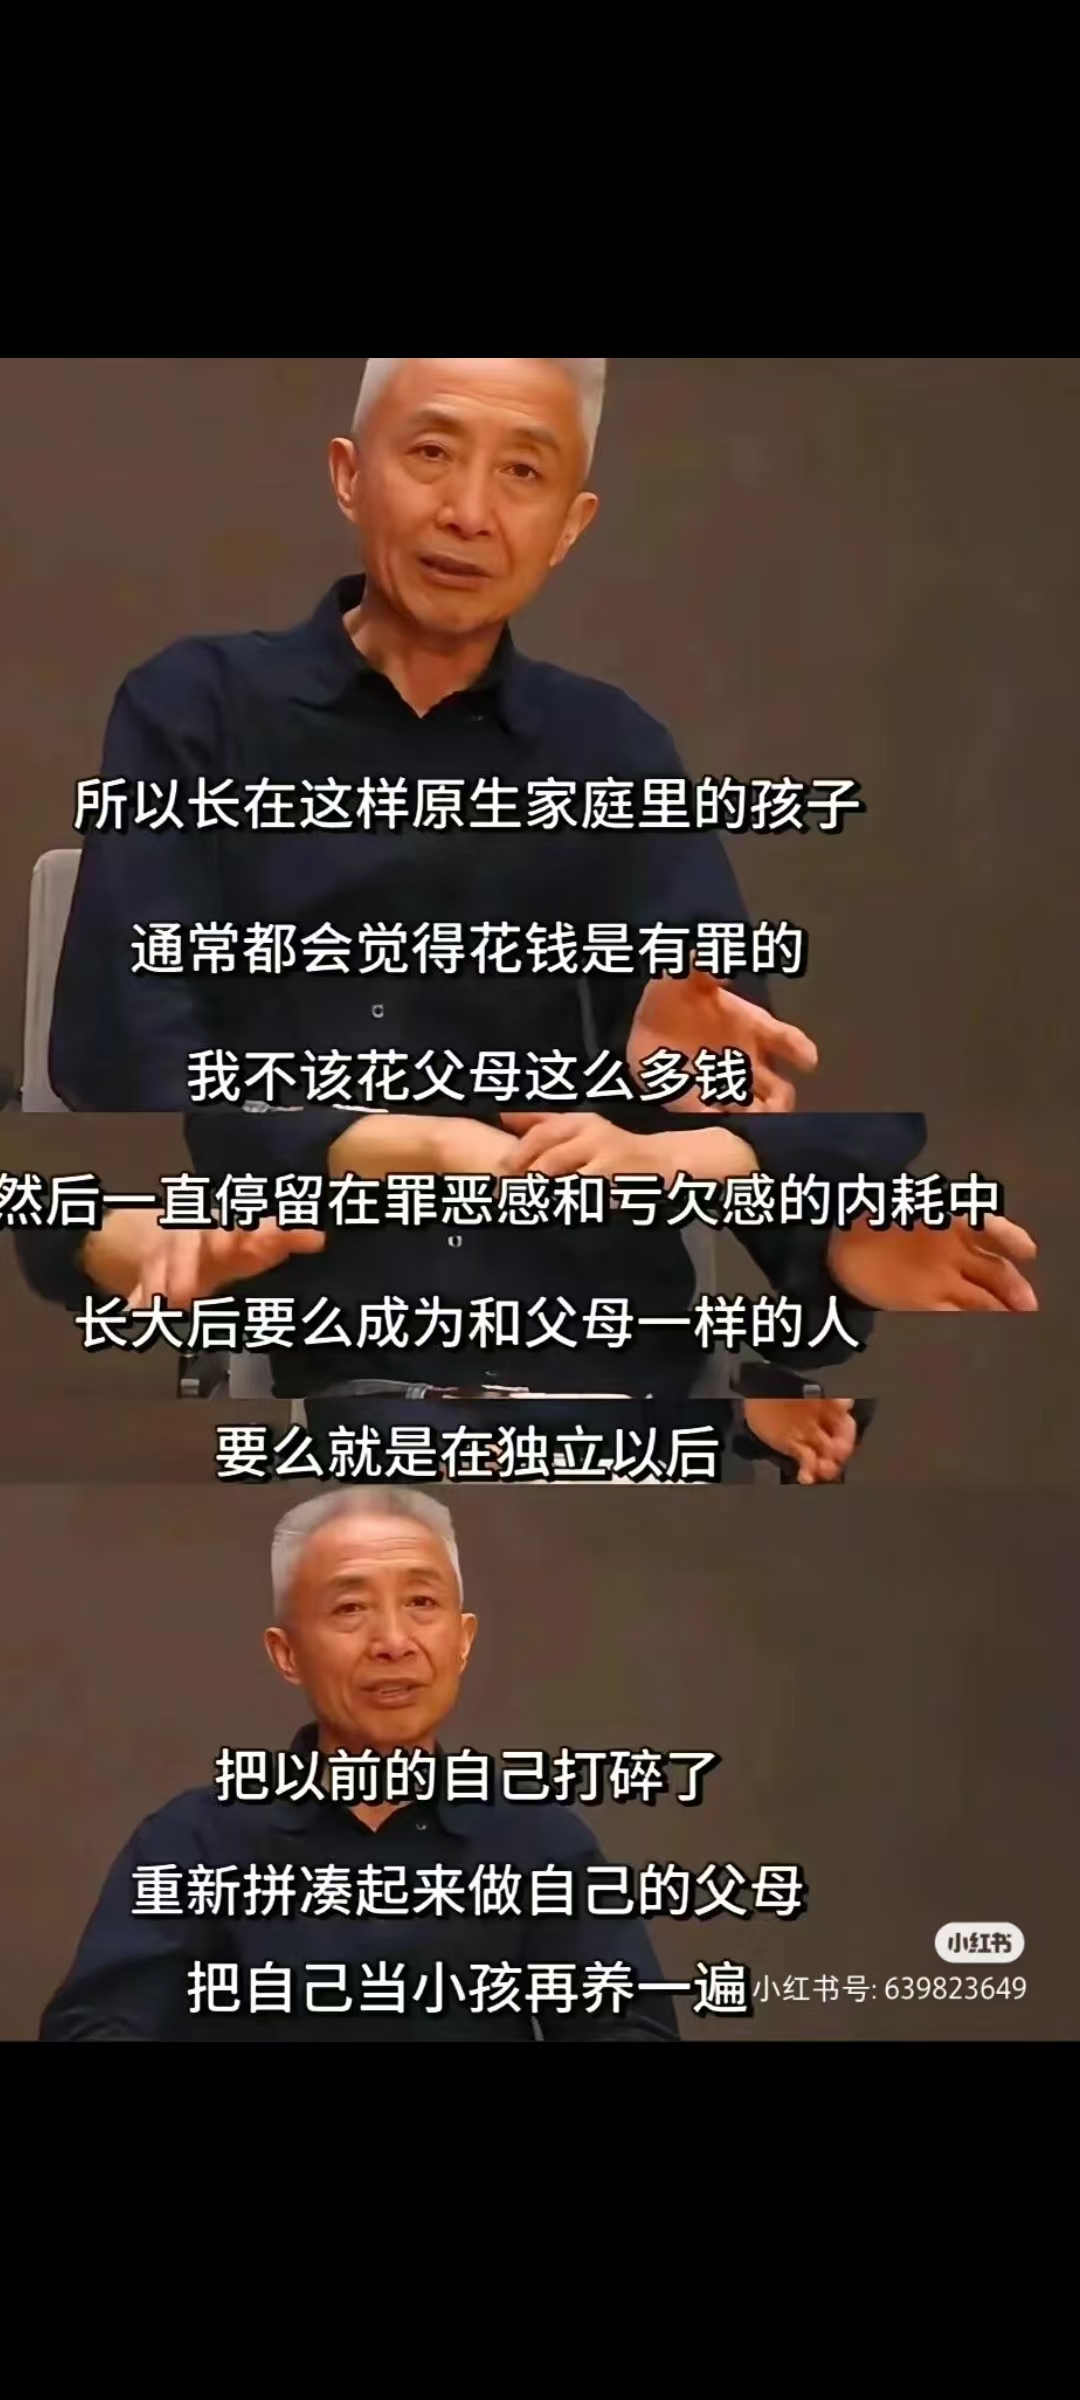 所以长在这样原生家庭里的孩子
通常都会觉得花钱是有罪的
我不该花父母这么多钱
然后一直停留在罪恶感和亏欠感的内耗中
长大后要么成为和父母一样的人
要么就是在独立以后
把以前的自己打碎了
重新拼凑起来做自己的父母
把自己当小孩再养一遍
小红书
小红书号: 639823649